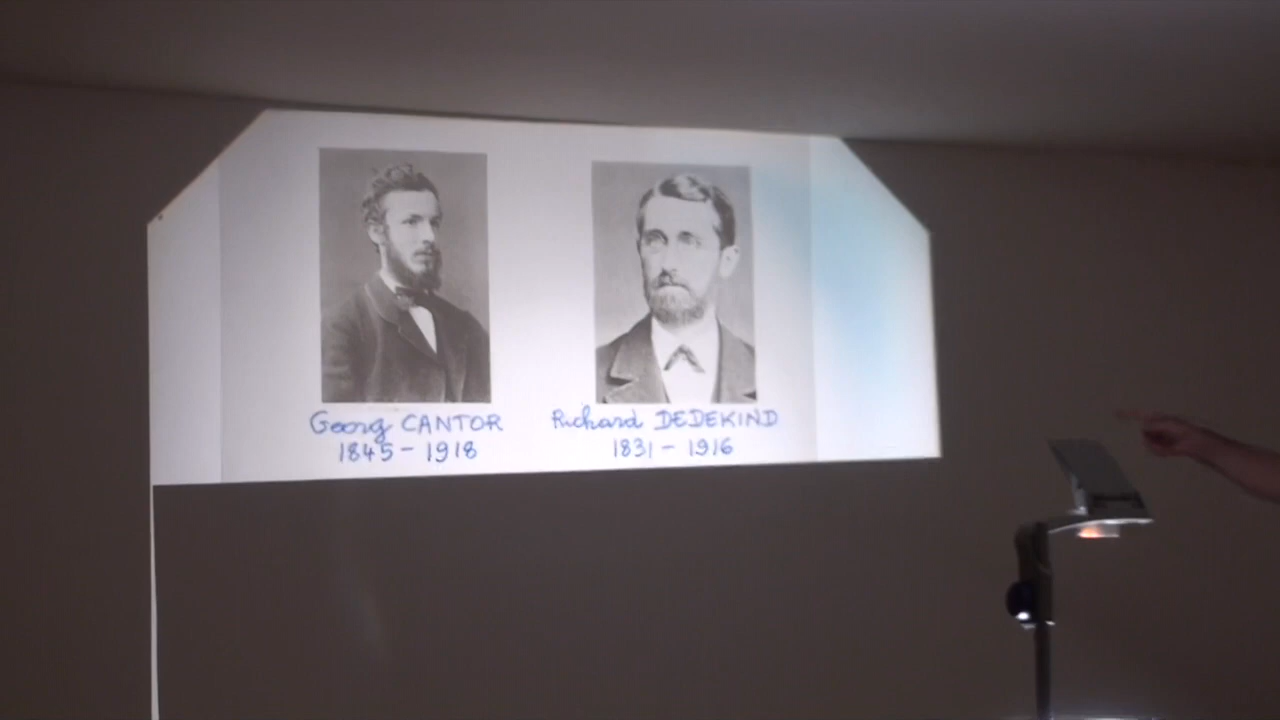 Georg CANTOR
1845 - 1918
Richard DEDEKIND
1831 - 1916